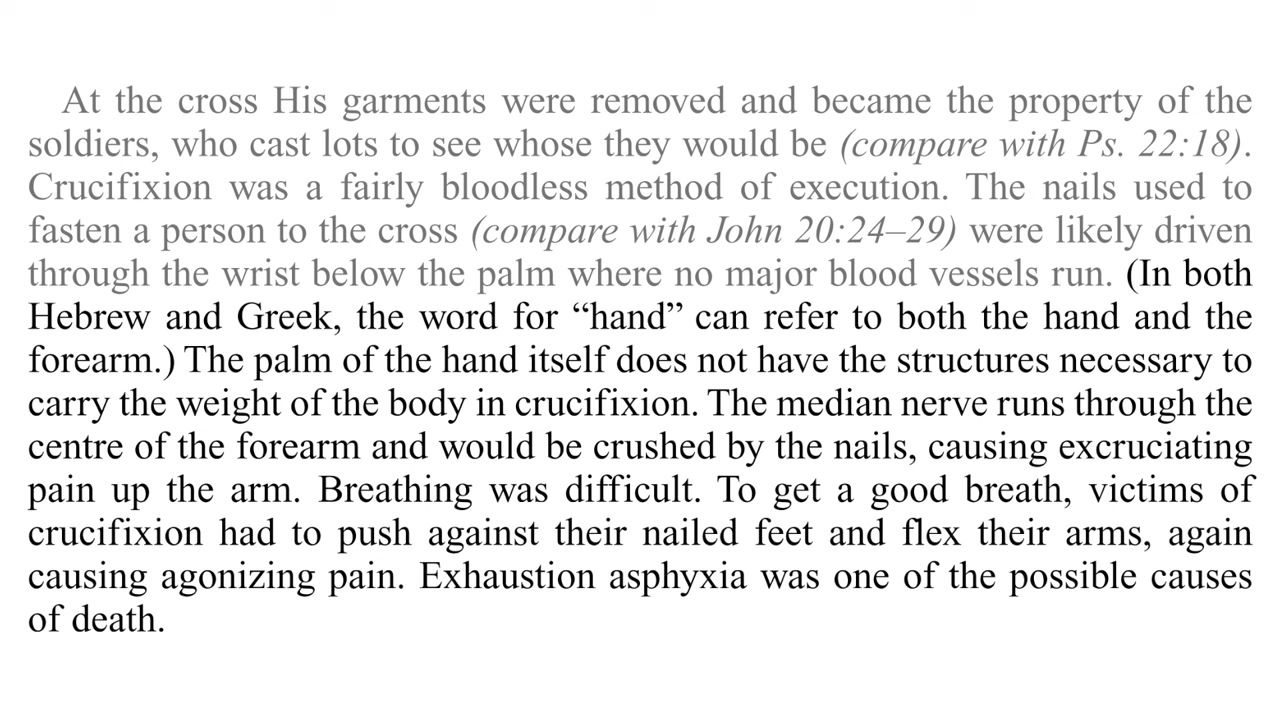 At the cross His garments were removed and became the property of the
soldiers, who cast lots to see whose they would be (compare with Ps. 22:18).
Crucifixion was a fairly bloodless method of execution. The nails used to
fasten a person to the cross (compare with John 20:24–29) were likely driven
through the wrist below the palm where no major blood vessels run. (In both
Hebrew and Greek, the word for “hand” can refer to both the hand and the
forearm.) The palm of the hand itself does not have the structures necessary to
carry the weight of the body in crucifixion. The median nerve runs through the
centre of the forearm and would be crushed by the nails, causing excruciating
pain up the arm. Breathing was difficult. To get a good breath, victims of
crucifixion had to push against their nailed feet and flex their arms, again
causing agonizing pain. Exhaustion asphyxia was one of the possible causes
of death.